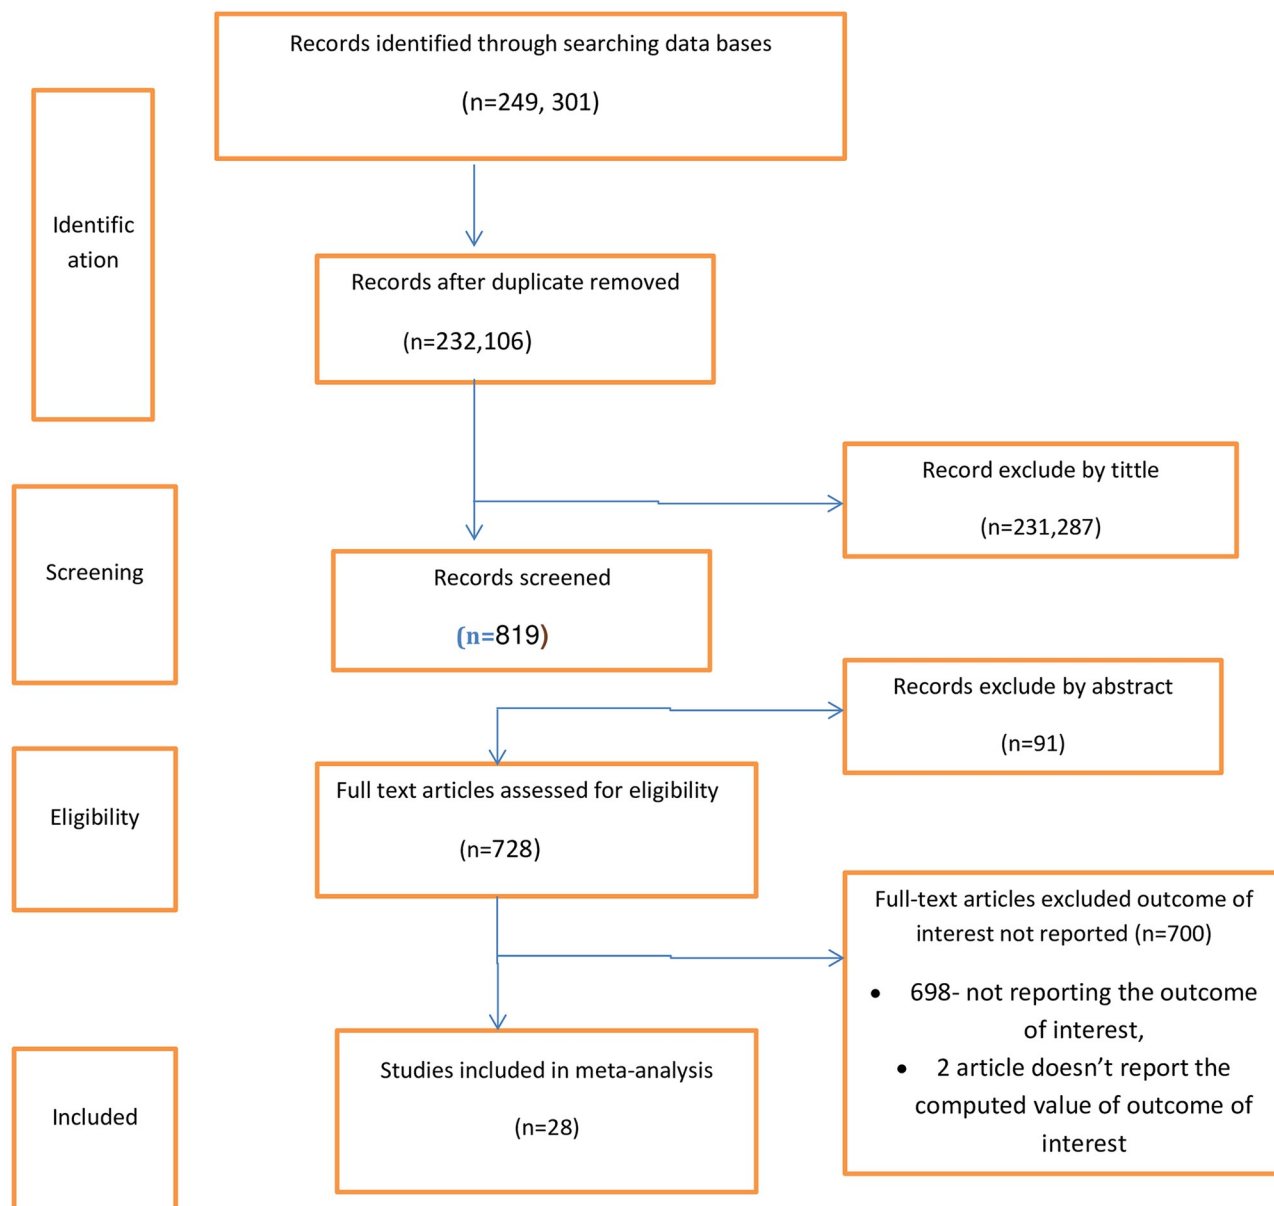 Records identified through searching data bases
(n=249, 301)
Identific
ation
Records after duplicate removed
(n=232,106)
Record exclude by tittle
(n=231,287)
Screening
Records screened
(n=819)
Records exclude by abstract
(n=91)
Eligibility
Full text articles assessed for eligibility
(n=728)
Full-text articles excluded outcome of
interest not reported (n=700)
• 698- not reporting the outcome
of interest,
• 2 article doesn’t report the
computed value of outcome of
interest
Included
Studies included in meta-analysis
(n=28)